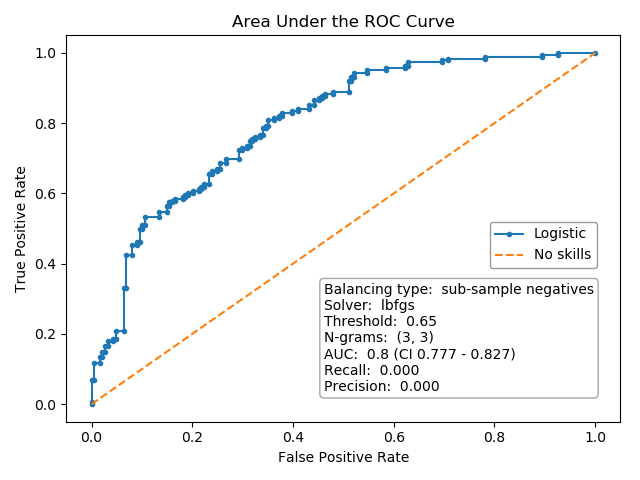 Area Under the ROC Curve
True Positive Rate
1.0
0.8
0.6
0.4
0.2
0.0
Logistic
No skills
Balancing type:  sub-sample negatives
Solver:  lbfgs
Threshold:  0.65
N-grams:  (3, 3)
AUC:  0.8 (CI 0.777 - 0.827)
Recall:  0.000
Precision:  0.000
0.0 0.2 0.4 0.6 0.8 1.0
False Positive Rate